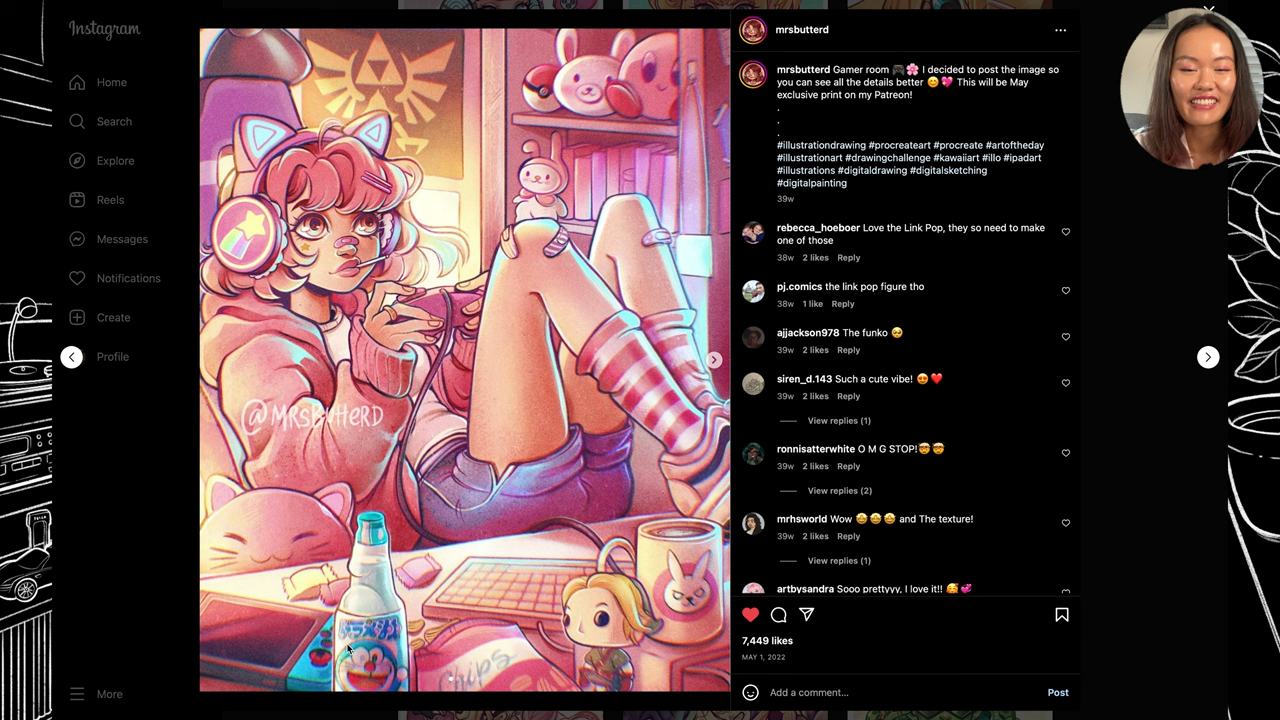 Instagram
Home
Search
Explore
Reels
Messages
Notifications
Create
Profile
More
@MRSBUTTERD
ドラえもん
Chips
mrsbutterd
mrsbutterd Gamer room 🎮🌸 I decided to post the image so
you can see all the details better 😊💖 This will be May
exclusive print on my Patreon!
.
.
.
#illustrationdrawing #procreateart #procreate #artoftheday
#illustrationart #drawingchallenge #kawaiiart #illo #ipadart
#illustrations #digitaldrawing #digitalsketching
#digitalpainting
39w
rebecca_hoeboer Love the Link Pop, they so need to make
one of those
38w 2 likes Reply
pj.comics the link pop figure tho
38w 1 like Reply
ajjackson978 The funko 🥺
39w 2 likes Reply
siren_d.143 Such a cute vibe! 😍❤️
39w 2 likes Reply
View replies (1)
ronnisatterwhite O M G STOP!🤯🤯
39w 2 likes Reply
View replies (2)
mrhsworld Wow 🤩🤩🤩 and The texture!
39w 2 likes Reply
View replies (1)
artbysandra Sooo prettyyy, I love it!! 🥰💞
7,449 likes
MAY 1, 2022
Add a comment...
Post